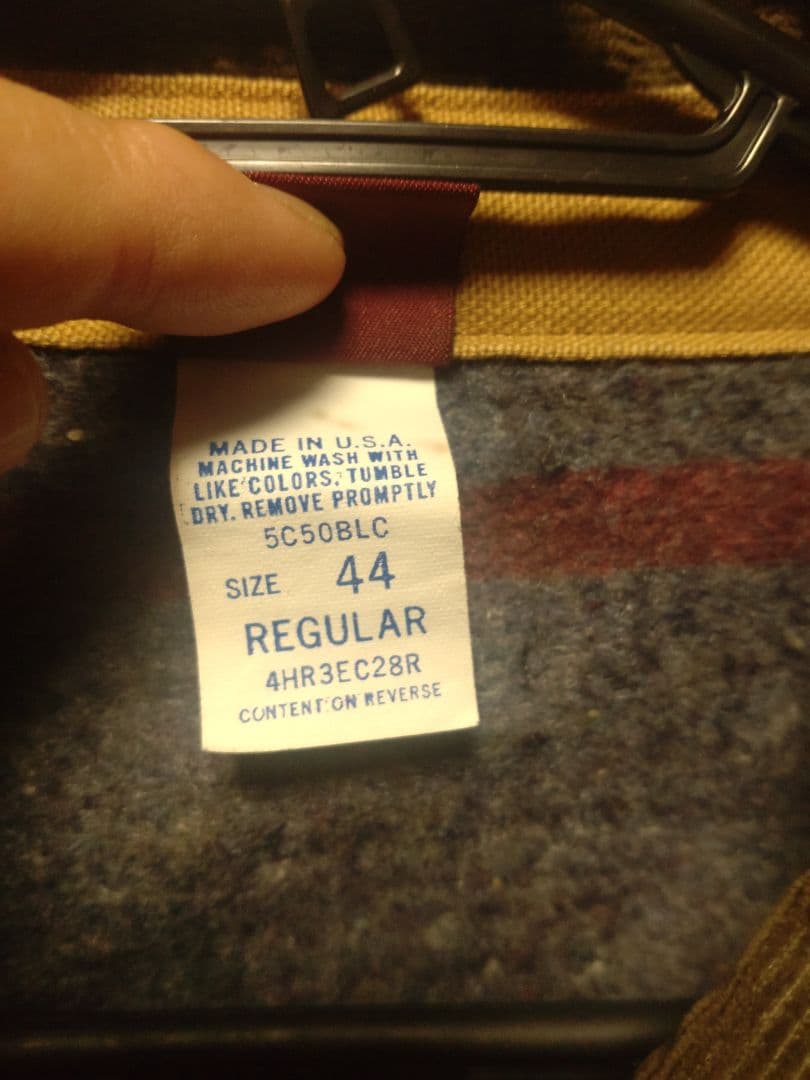 MADE IN U.S.A.
MACHINE WASH WITH
LIKE COLORS. TUMBLE
DRY. REMOVE PROMPTLY
5C50BLC
SIZE 44
REGULAR
4HR3EC28R
CONTENT ON REVERSE